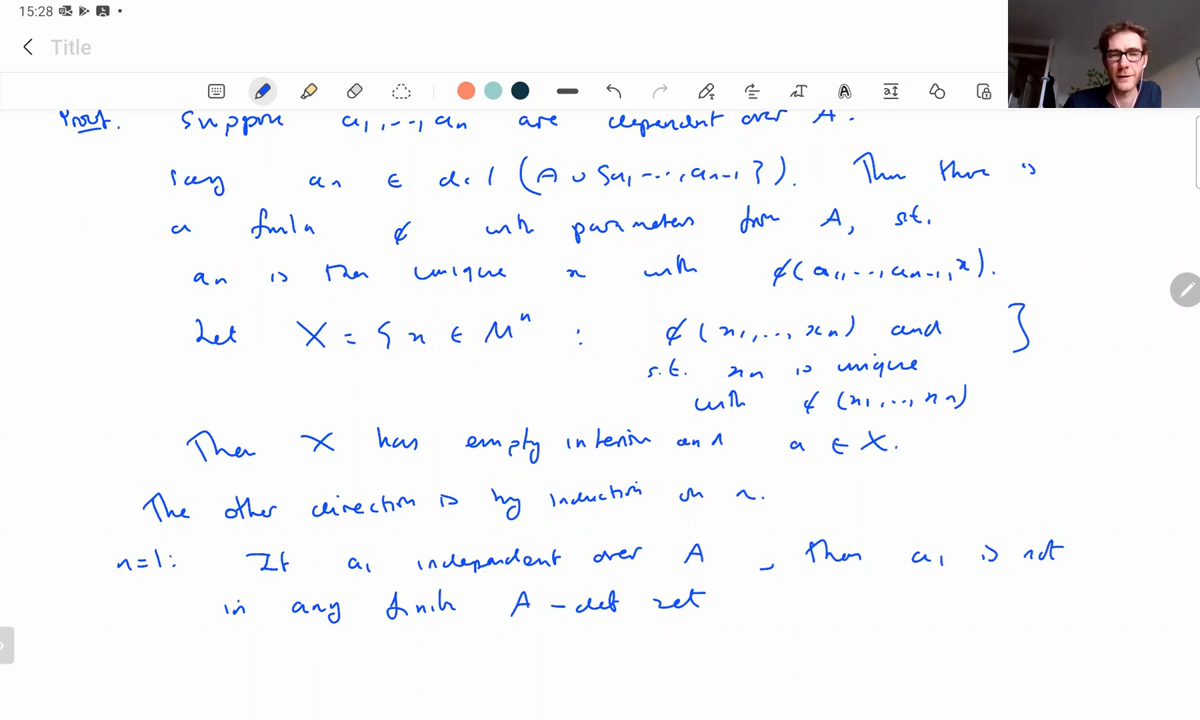 15:28
Title
Proof. Suppose a₁,...,aₙ are dependent over A.
say aₙ ∈ dcl (A ∪ {a₁,...,aₙ₋₁}). Then there is
a fmla ϕ with parameters from A, s.t.
aₙ is the unique x with ϕ(a₁,...,aₙ₋₁,x).
Let X = { x ∈ Mⁿ : ϕ(x₁,...,xₙ) and }
s.t. xₙ is unique
with ϕ(x₁,...,xₙ)
Then X has empty interior and a ∈ X.
The other direction is by induction on n.
n=1: If a₁ independent over A, then a₁ is not
in any finite A-def set